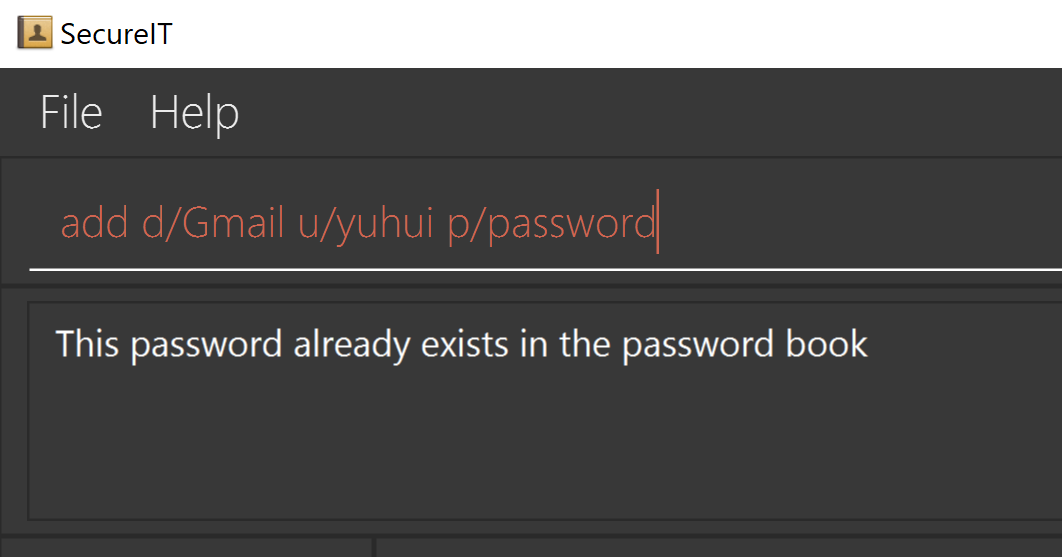 SecureIT
File Help
add d/Gmail u/yuhui p/password
This password already exists in the password book